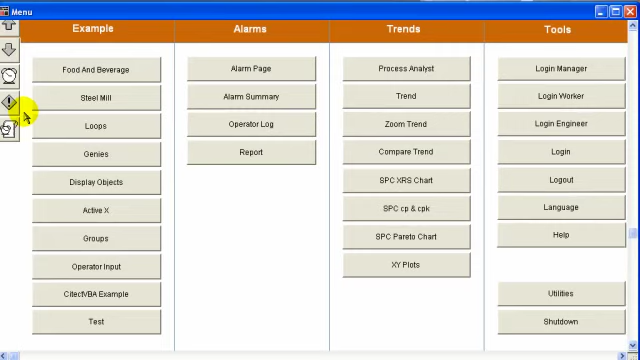 Menu
Example
Food And Beverage
Steel Mill
Loops
Genies
Display Objects
Active X
Groups
Operator Input
CitectVBA Example
Test
Alarms
Alarm Page
Alarm Summary
Operator Log
Report
Trends
Process Analyst
Trend
Zoom Trend
Compare Trend
SPC XRS Chart
SPC cp & cpk
SPC Pareto Chart
XY Plots
Tools
Login Manager
Login Worker
Login Engineer
Login
Logout
Language
Help
Utilities
Shutdown